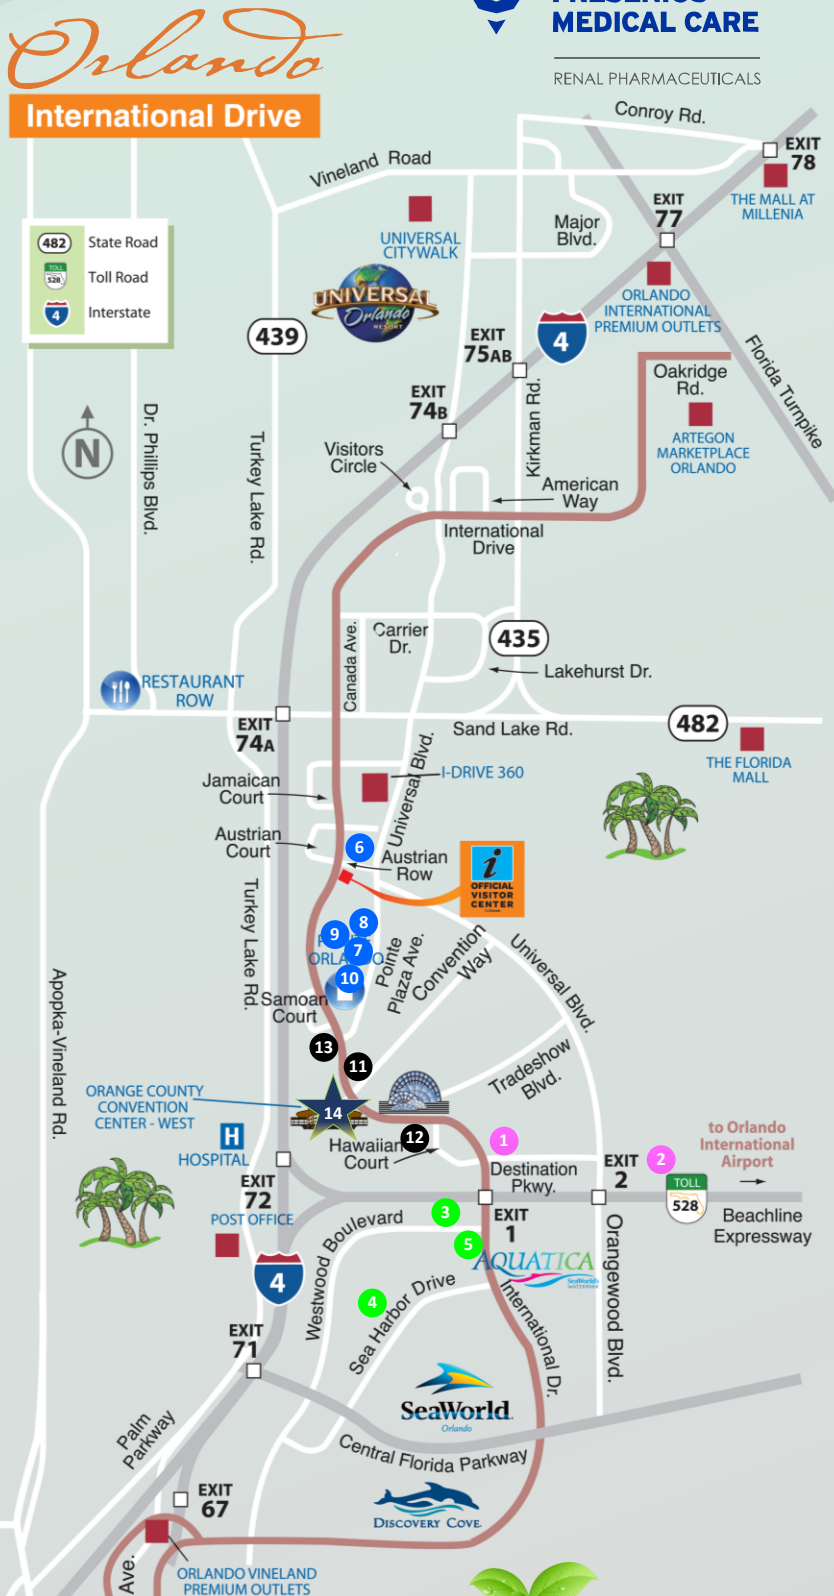 Orlando
International Drive
FRESENIUS
MEDICAL CARE
RENAL PHARMACEUTICALS
Conroy Rd.
EXIT
78
THE MALL AT
MILLENIA
Vineland Road
UNIVERSAL
CITYWALK
Major
Blvd.
EXIT
77
482 State Road
TOLL
528
Toll Road
4 Interstate
UNIVERSAL
Orlando
RESORT
ORLANDO
INTERNATIONAL
PREMIUM OUTLETS
439
EXIT
75AB
4
Florida Turnpike
Oakridge
Rd.
EXIT
74B
Kirkman Rd.
ARTEGON
MARKETPLACE
ORLANDO
N
Dr. Phillips Blvd.
Turkey Lake Rd.
Visitors
Circle
American
Way
International
Drive
Canada Ave.
Carrier
Dr.
435
Lakehurst Dr.
RESTAURANT
ROW
EXIT
74A
Sand Lake Rd.
482
THE FLORIDA
MALL
Jamaican
Court
I-DRIVE 360
Universal Blvd.
Austrian
Court
6
Austrian
Row
i
OFFICIAL
VISITOR
CENTER
Turkey Lake Rd.
8
9
7
ORLANDO
10
Pointe
Plaza Ave.
Convention
Way
Universal Blvd.
Samoan
Court
Apopka-Vineland Rd.
13
11
Tradeshow
Blvd.
ORANGE COUNTY
CONVENTION
CENTER - WEST
14
H
HOSPITAL
12
Hawaiian
Court
1
Destination
Pkwy.
EXIT
2
2
to Orlando
International
Airport
TOLL
528
Beachline
Expressway
EXIT
72
POST OFFICE
EXIT
1
3
5
AQUATICA
SeaWorld's
WATERPARK
4
Westwood Boulevard
4
Sea Harbor Drive
International Dr.
Orangewood Blvd.
EXIT
71
SeaWorld
Orlando
Palm
Parkway
Central Florida Parkway
DISCOVERY COVE
EXIT
67
ORLANDO VINELAND
PREMIUM OUTLETS
Ave.